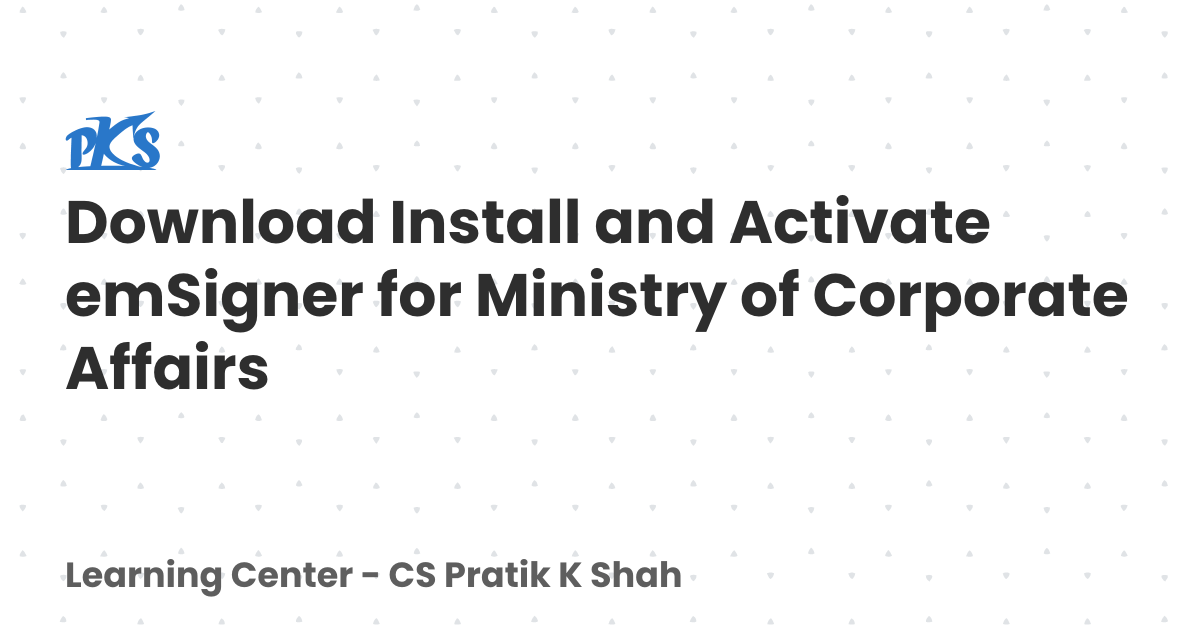 PKS
Download Install and Activate
emSigner for Ministry of Corporate
Affairs
Learning Center - CS Pratik K Shah